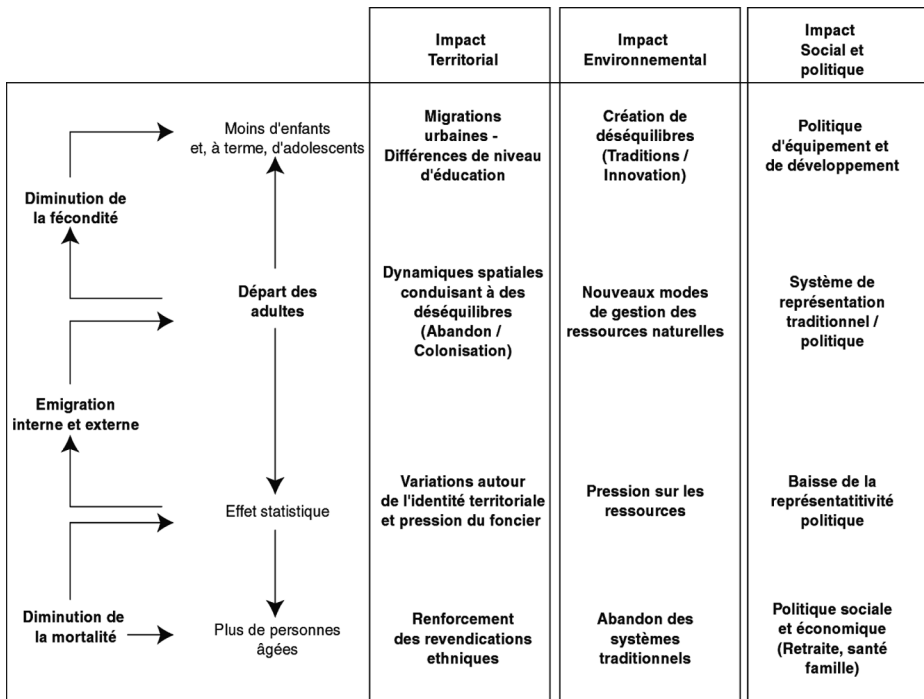 Impact
Territorial
Impact
Environnemental
Impact
Social et
politique
Moins d'enfants
et, à terme, d'adolescents
Migrations
urbaines -
Différences de niveau
d'éducation
Création de
déséquilibres
(Traditions /
Innovation)
Politique
d'équipement et
de développement
Diminution de
la fécondité
Départ des
adultes
Dynamiques spatiales
conduisant à des
déséquilibres
(Abandon /
Colonisation)
Nouveaux modes
de gestion des
ressources naturelles
Système de
représentation
traditionnel /
politique
Emigration
interne et externe
Effet statistique
Variations autour
de l'identité territoriale
et pression du foncier
Pression sur les
ressources
Baisse de la
représentatitivité
politique
Diminution de
la mortalité
Plus de personnes
âgées
Renforcement
des revendications
ethniques
Abandon des
systèmes
traditionnels
Politique sociale
et économique
(Retraite, santé
famille)